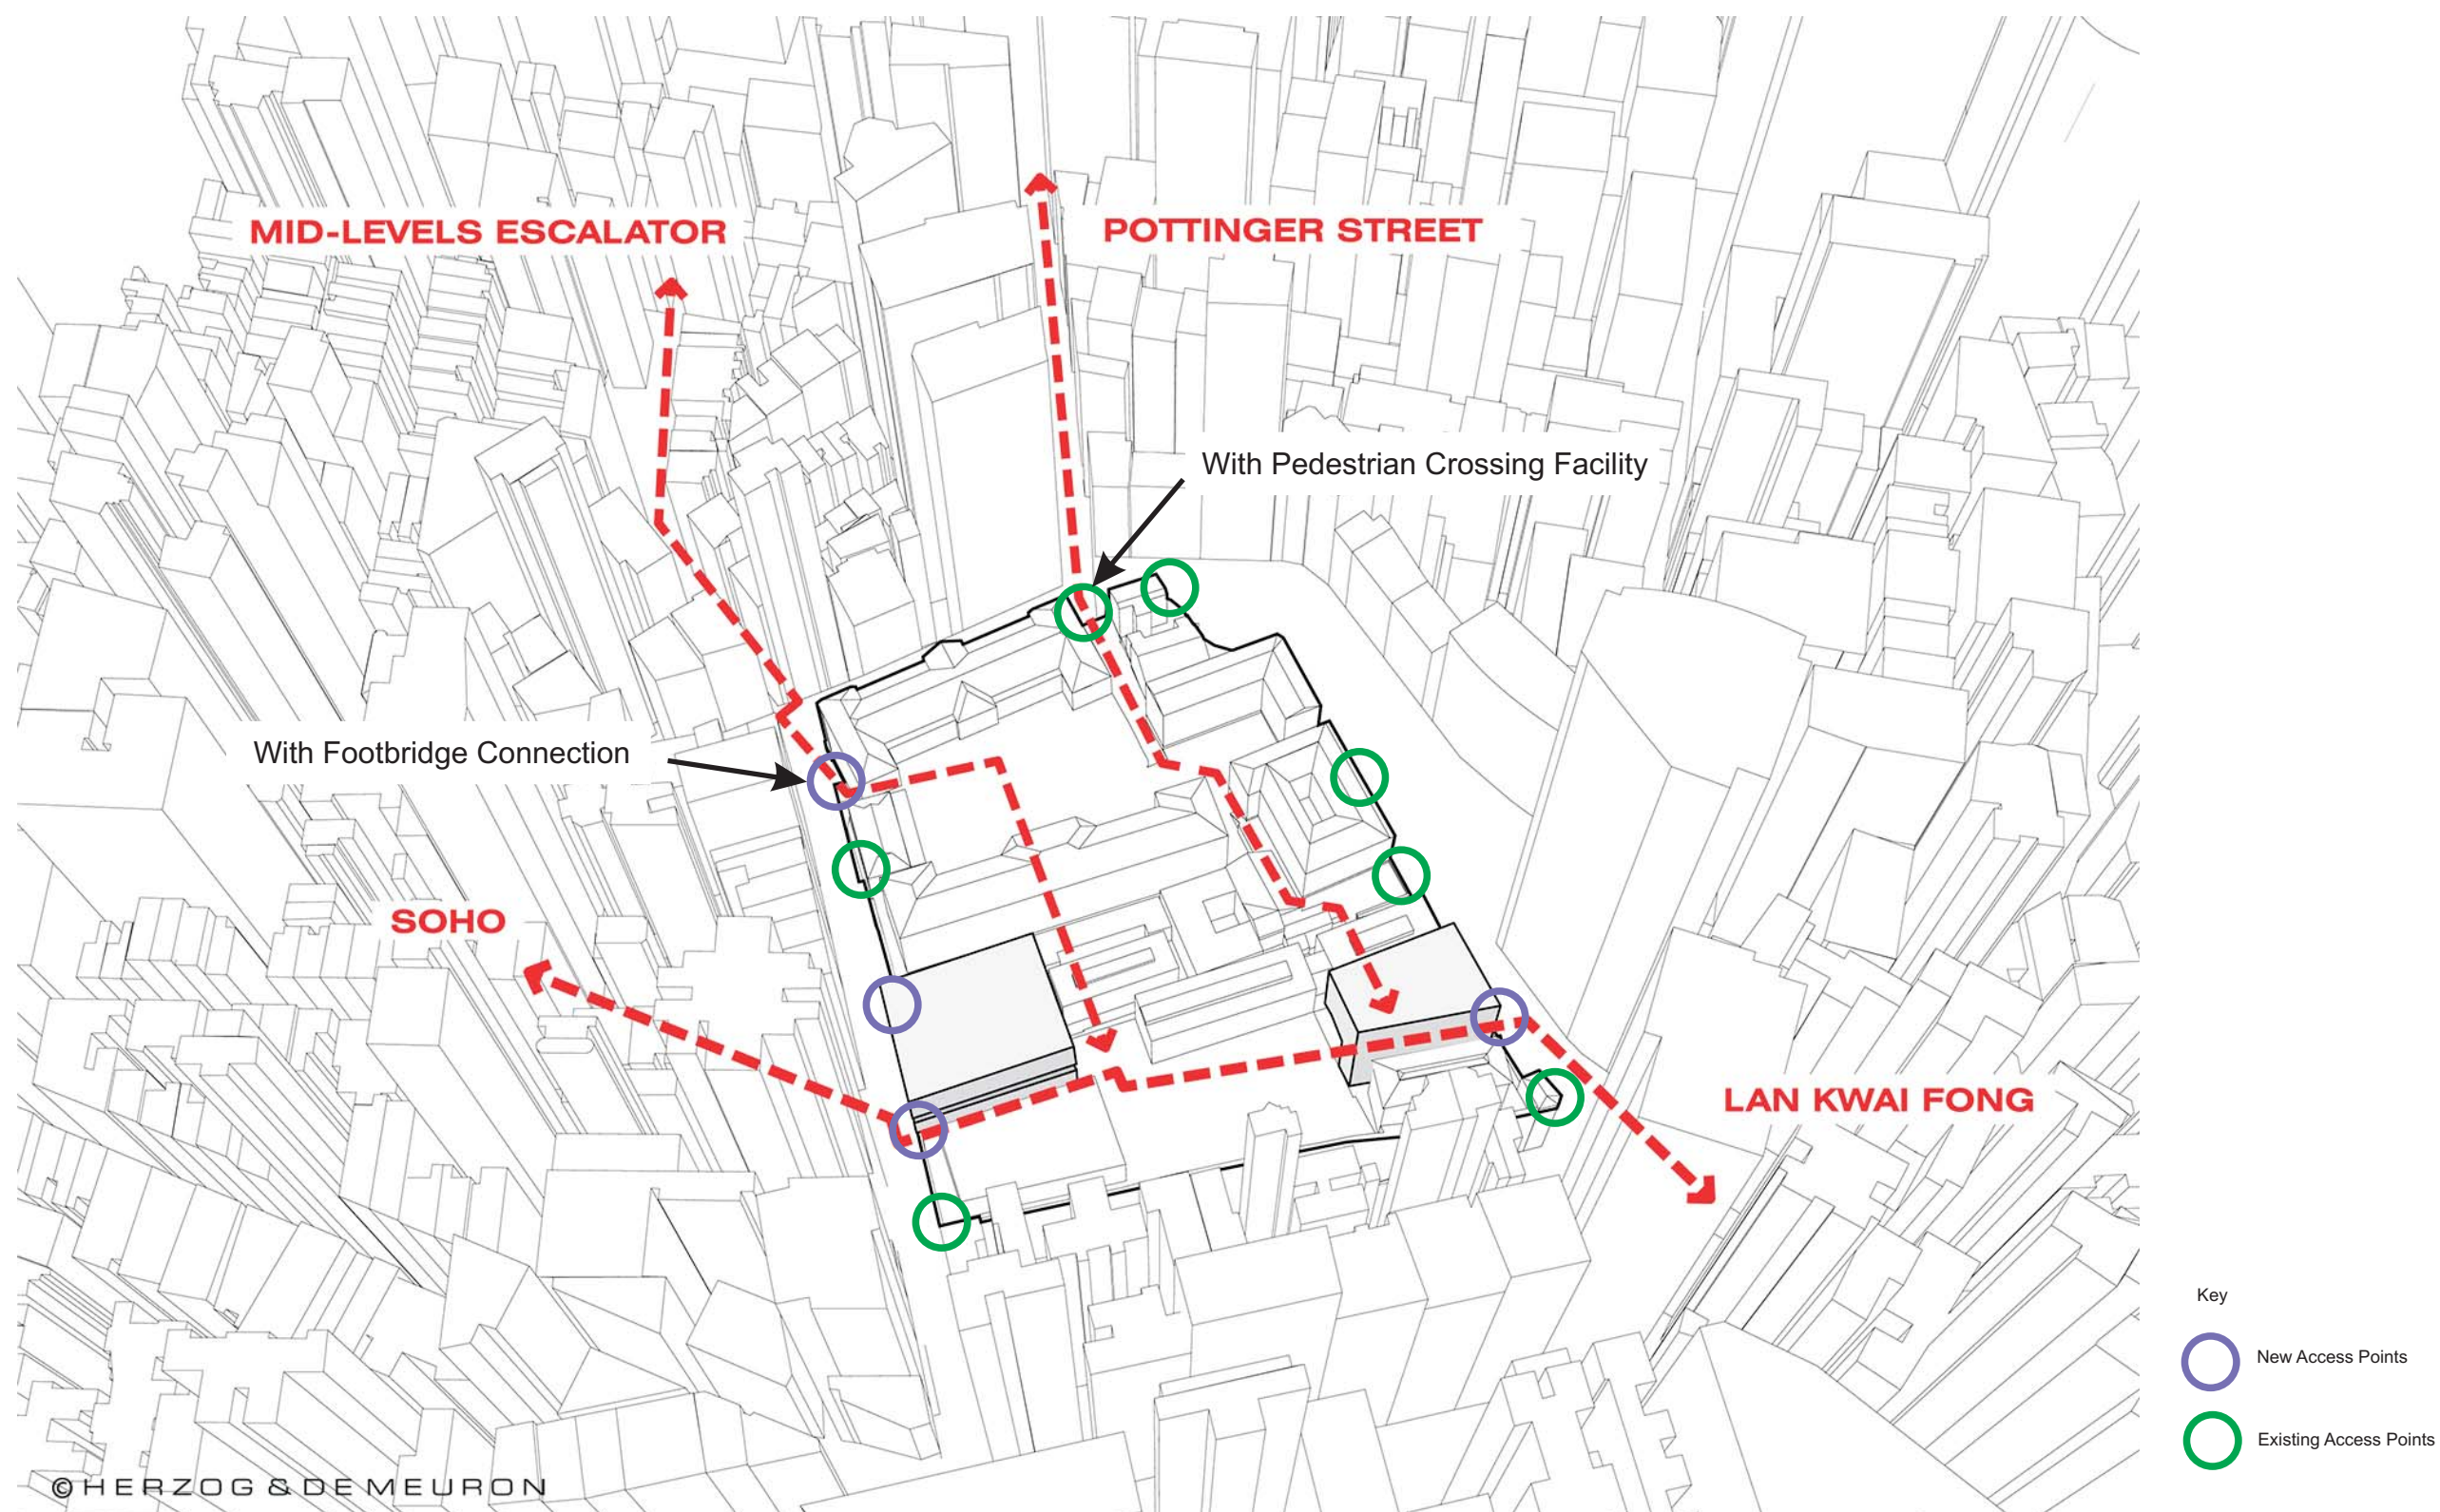 MID-LEVELS ESCALATOR
POTTINGER STREET
With Pedestrian Crossing Facility
With Footbridge Connection
SOHO
LAN KWAI FONG
Key
New Access Points
Existing Access Points
©HERZOG & DE MEURON